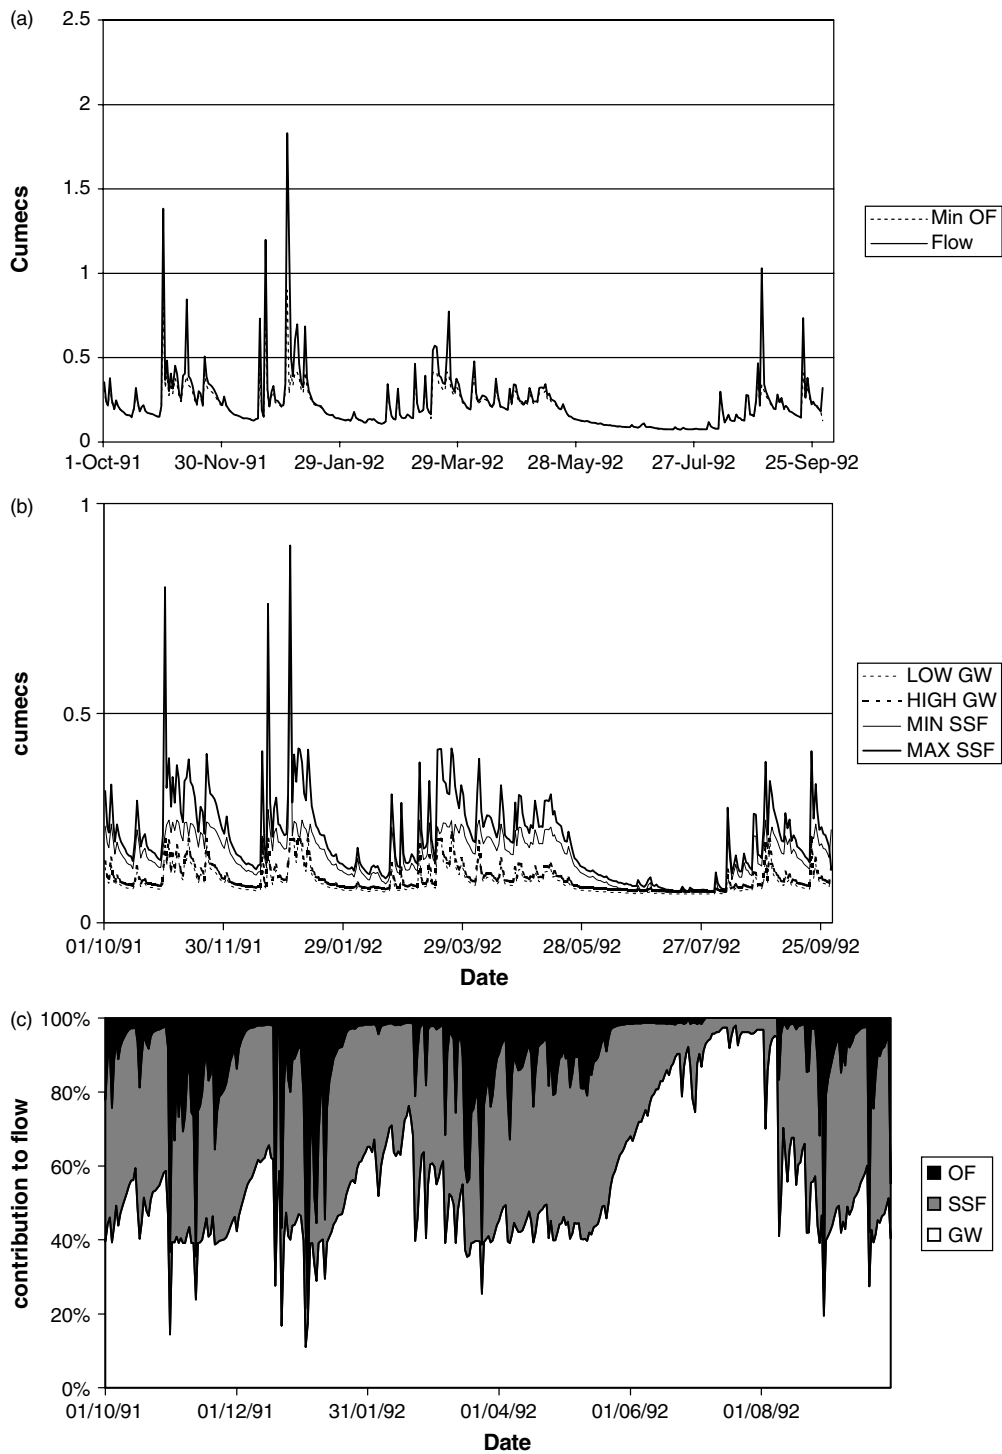 (a)
2.5
2
1.5
1
0.5
0
Cumecs
1-Oct-91 30-Nov-91 29-Jan-92 29-Mar-92 28-May-92 27-Jul-92 25-Sep-92
Min OF
Flow
(b)
1
0.5
0
cumecs
01/10/91 30/11/91 29/01/92 29/03/92 28/05/92 27/07/92 25/09/92
Date
LOW GW
HIGH GW
MIN SSF
MAX SSF
(c)
100%
80%
60%
40%
20%
0%
contribution to flow
01/10/91 01/12/91 31/01/92 01/04/92 01/06/92 01/08/92
Date
OF
SSF
GW